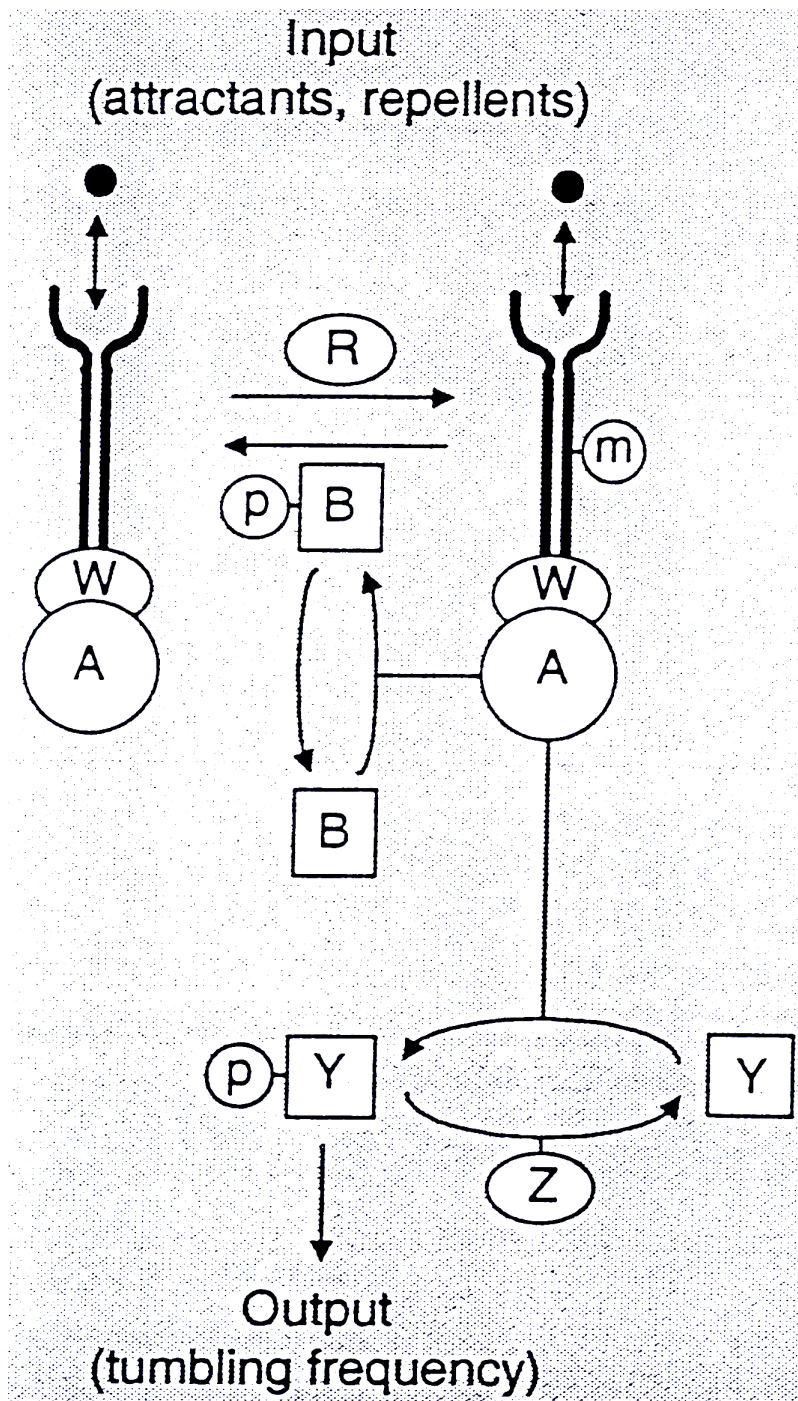 Input
(attractants, repellents)
R
m
p B
W W
A A
B
p Y Y
Z
Output
(tumbling frequency)